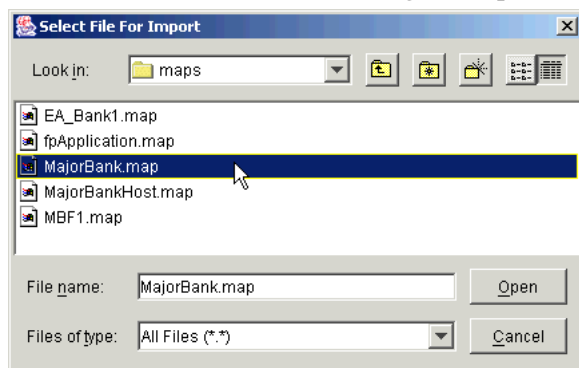 Select File For Import
Look in: maps
EA_Bank1.map
fpApplication.map
MajorBank.map
MajorBankHost.map
MBF1.map
File name: MajorBank.map Open
Files of type: All Files (*.*) Cancel